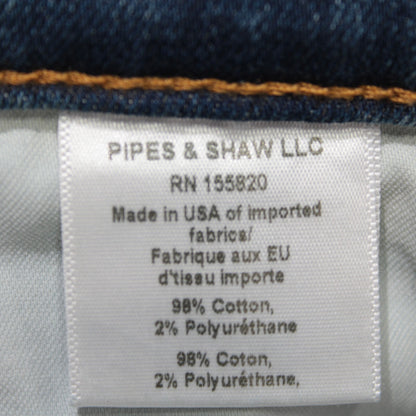 PIPES & SHAW LLC
RN 155820
Made in USA of imported
fabrics/
Fabrique aux EU
d'tissu importe
98% Cotton,
2% Polyuréthane
98% Coton,
2% Polyuréthane,